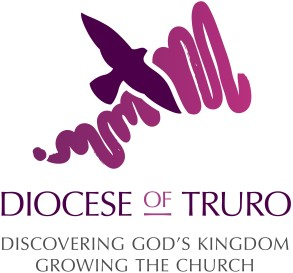 DIOCESE OF TRURO
DISCOVERING GOD'S KINGDOM
GROWING THE CHURCH